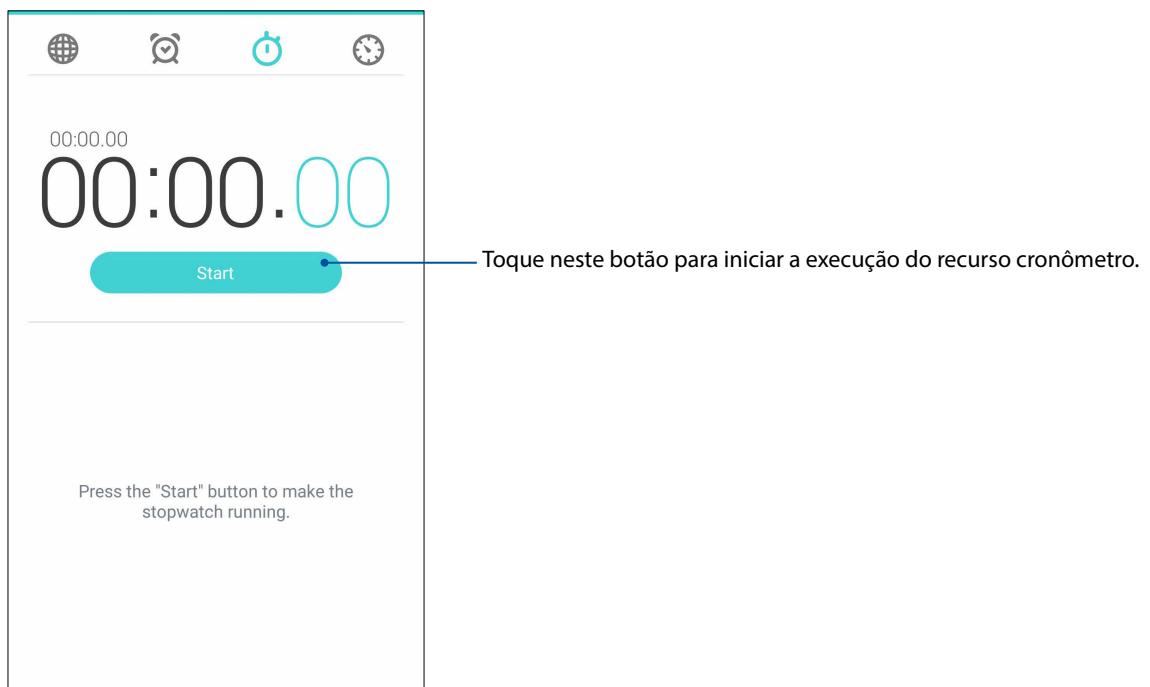 00:00.00
00:00.00
Start
Toque neste botão para iniciar a execução do recurso cronômetro.
Press the "Start" button to make the
stopwatch running.